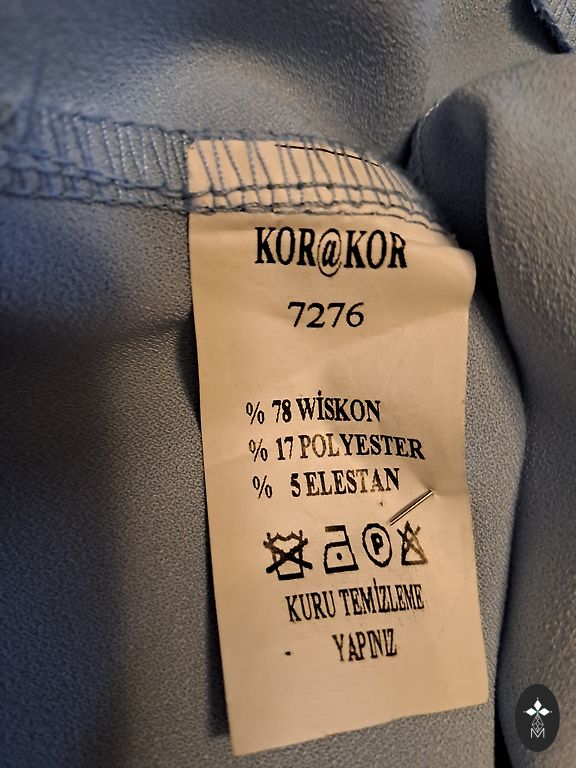 KOR@KOR
7276
% 78 WİSKON
% 17 POLYESTER
% 5 ELESTAN
P
KURU TEMİZLEME
YAPINIZ
M